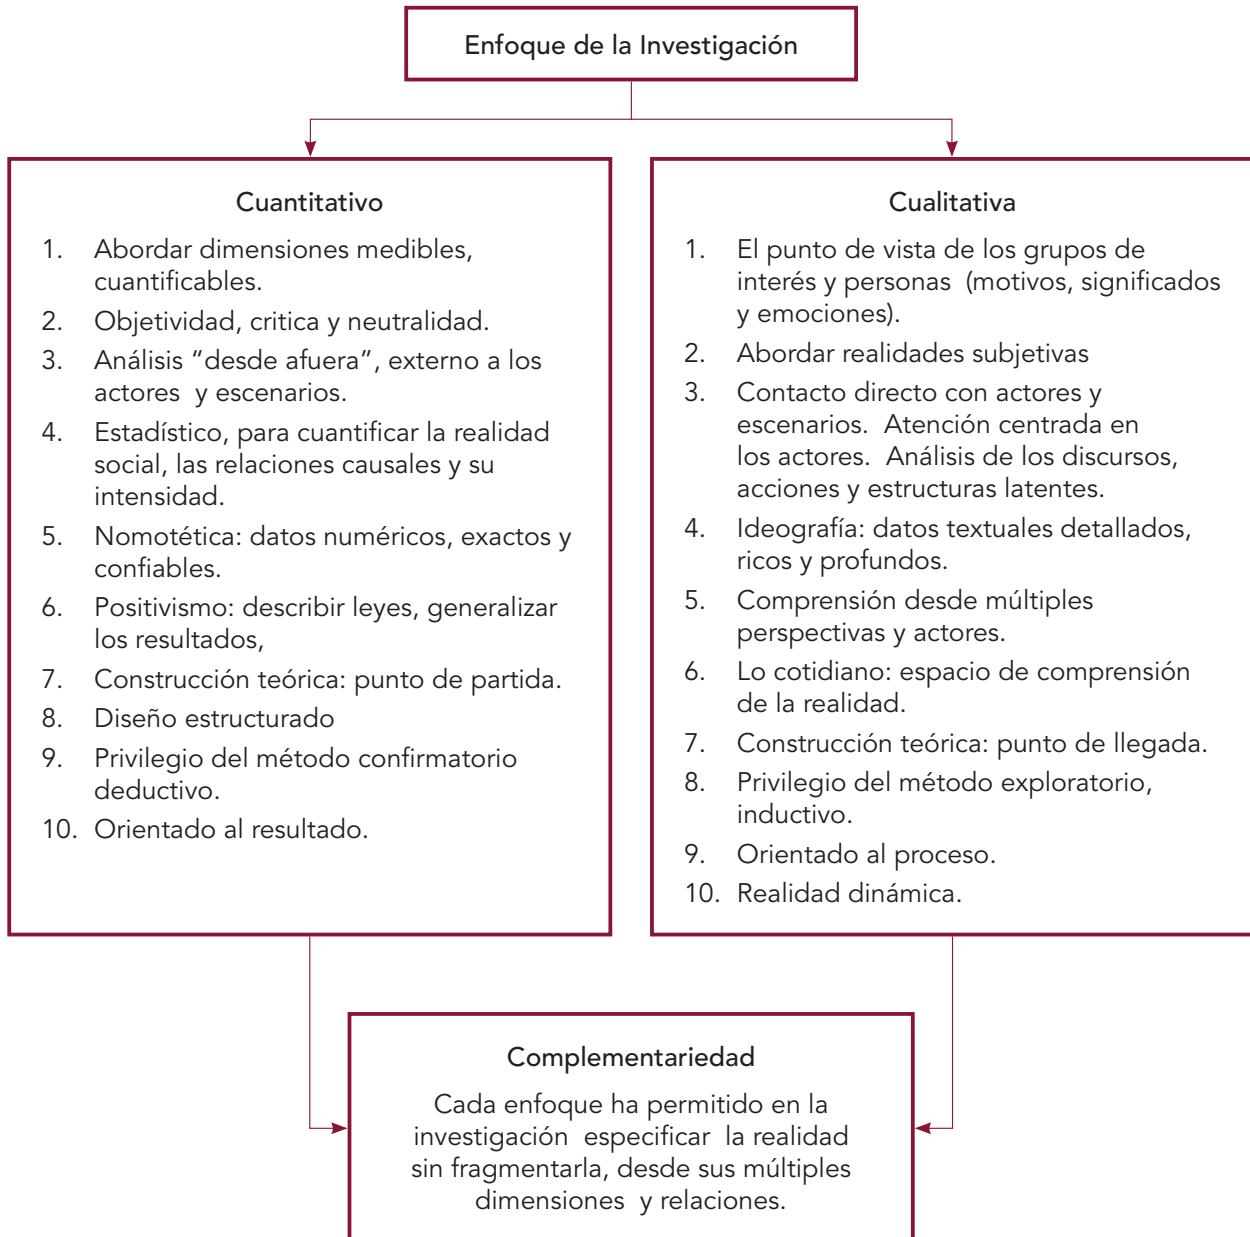 Enfoque de la Investigación
Cuantitativo
1. Abordar dimensiones medibles,
cuantificables.
2. Objetividad, critica y neutralidad.
3. Análisis “desde afuera”, externo a los
actores y escenarios.
4. Estadístico, para cuantificar la realidad
social, las relaciones causales y su
intensidad.
5. Nomotética: datos numéricos, exactos y
confiables.
6. Positivismo: describir leyes, generalizar
los resultados,
7. Construcción teórica: punto de partida.
8. Diseño estructurado
9. Privilegio del método confirmatorio
deductivo.
10. Orientado al resultado.
Cualitativa
1. El punto de vista de los grupos de
interés y personas (motivos, significados
y emociones).
2. Abordar realidades subjetivas
3. Contacto directo con actores y
escenarios. Atención centrada en
los actores. Análisis de los discursos,
acciones y estructuras latentes.
4. Ideografía: datos textuales detallados,
ricos y profundos.
5. Comprensión desde múltiples
perspectivas y actores.
6. Lo cotidiano: espacio de comprensión
de la realidad.
7. Construcción teórica: punto de llegada.
8. Privilegio del método exploratorio,
inductivo.
9. Orientado al proceso.
10. Realidad dinámica.
Complementariedad
Cada enfoque ha permitido en la
investigación especificar la realidad
sin fragmentarla, desde sus múltiples
dimensiones y relaciones.